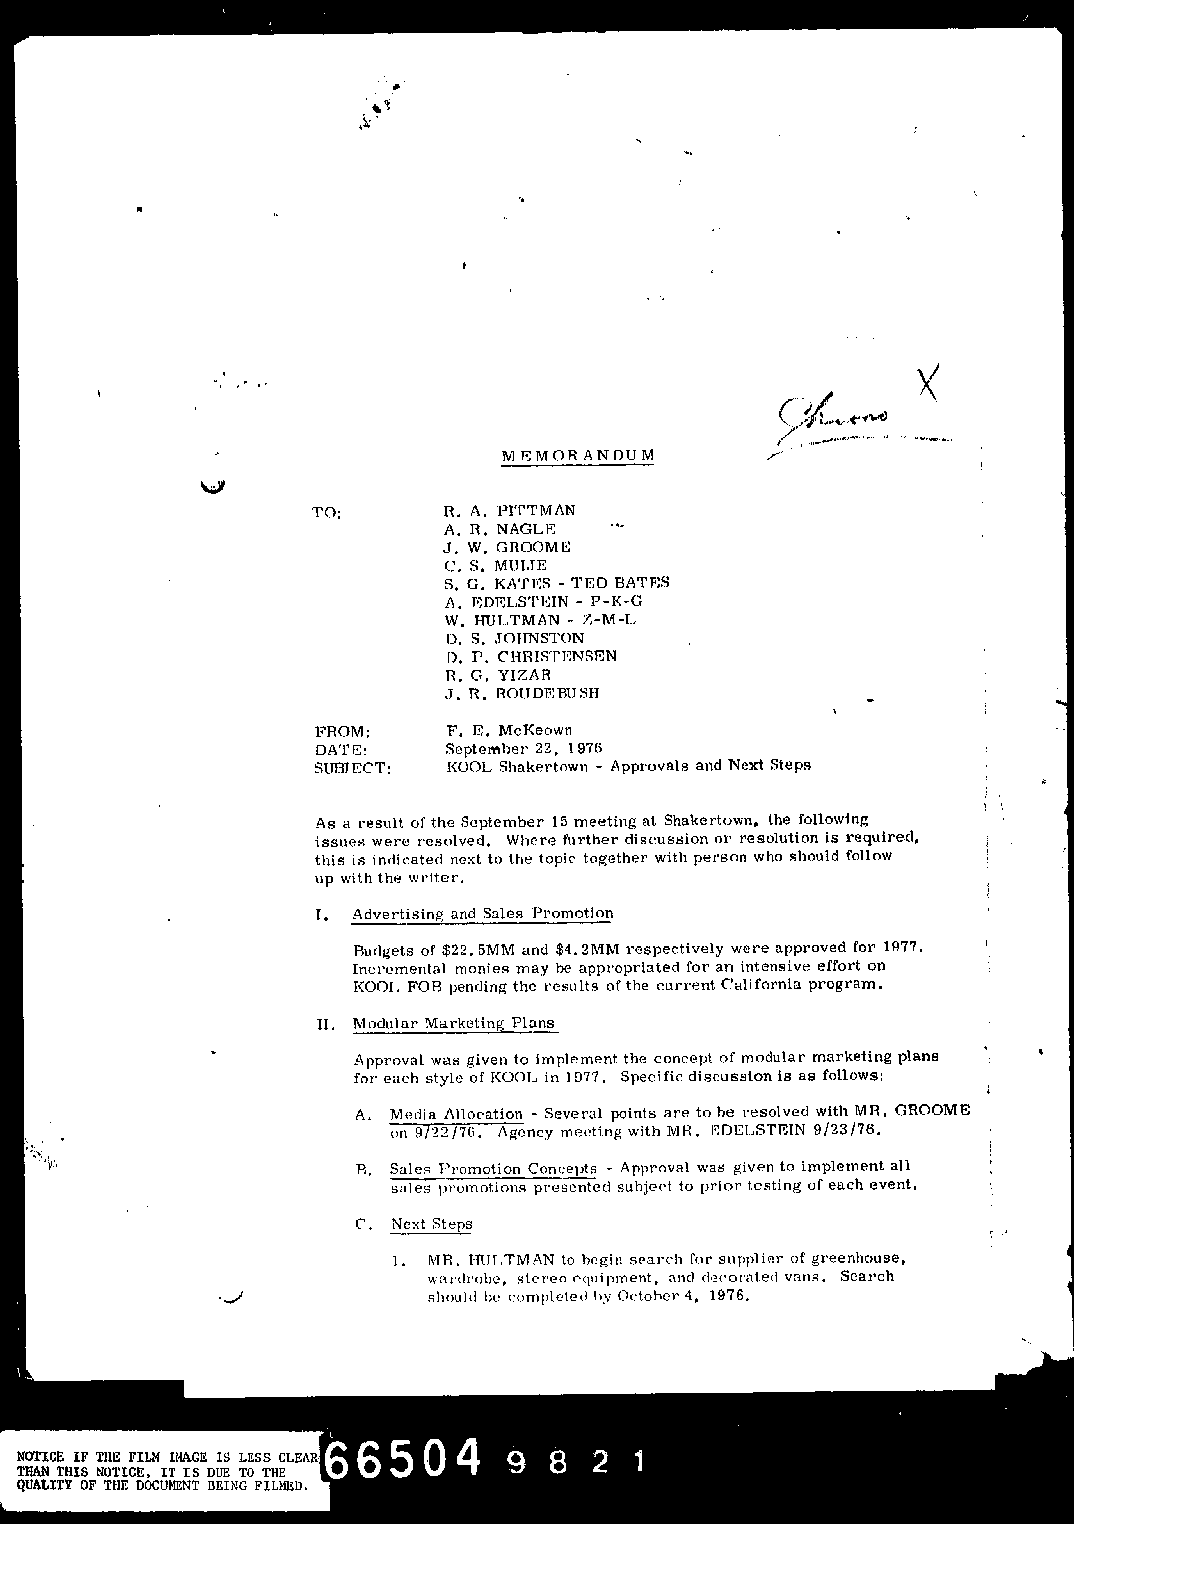 X
MEMORANDUM
TO: R. A. PITTMAN
A. R. NAGLE
J. W. GROOME
C. S. MULIE
S. G. KATES - TED BATES
A. EDELSTEIN - P-K-G
W. HULTMAN - Z-M-L
D. S. JOHNSTON
D. P. CHRISTENSEN
R. G. YIZAR
J. R. ROUDEBUSH
FROM: F. E. McKeown
DATE: September 22, 1976
SUBJECT: KOOL Shakertown - Approvals and Next Steps
As a result of the September 15 meeting at Shakertown, the following
issues were resolved. Where further discussion or resolution is required,
this is indicated next to the topic together with person who should follow
up with the writer.
I. Advertising and Sales Promotion
Budgets of $22.5MM and $4.2MM respectively were approved for 1977.
Incremental monies may be appropriated for an intensive effort on
KOOL FOB pending the results of the current California program.
II. Modular Marketing Plans
Approval was given to implement the concept of modular marketing plans
for each style of KOOL in 1977. Specific discussion is as follows:
A. Media Allocation - Several points are to be resolved with MR. GROOME
on 9/22/76. Agency meeting with MR. EDELSTEIN 9/23/76.
B. Sales Promotion Concepts - Approval was given to implement all
sales promotions presented subject to prior testing of each event.
C. Next Steps
1. MR. HULTMAN to begin search for supplier of greenhouse,
wardrobe, stereo equipment, and decorated vans. Search
should be completed by October 4, 1976.
NOTICE IF THE FILM IMAGE IS LESS CLEAR
THAN THIS NOTICE, IT IS DUE TO THE
QUALITY OF THE DOCUMENT BEING FILMED.
66504 9821